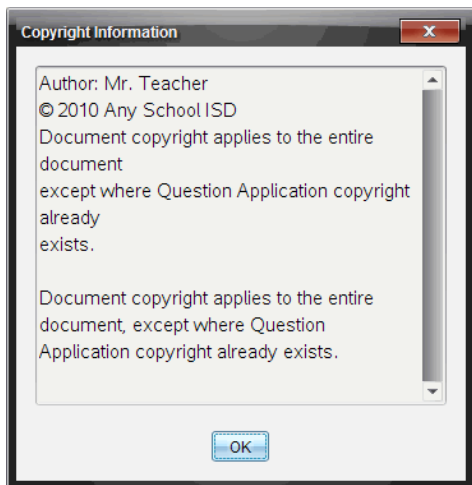 Copyright Information
X
Author: Mr. Teacher
© 2010 Any School ISD
Document copyright applies to the entire
document
except where Question Application copyright
already
exists.
Document copyright applies to the entire
document, except where Question
Application copyright already exists.
OK